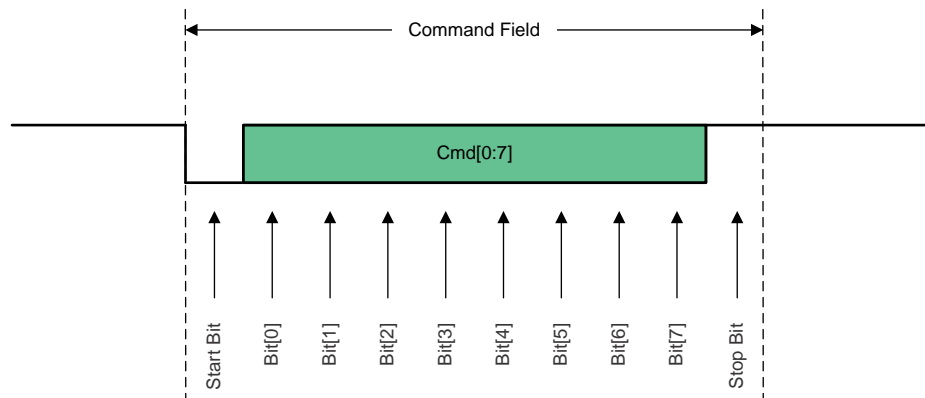 Command Field
Cmd[0:7]
Start Bit
Bit[0]
Bit[1]
Bit[2]
Bit[3]
Bit[4]
Bit[5]
Bit[6]
Bit[7]
Stop Bit